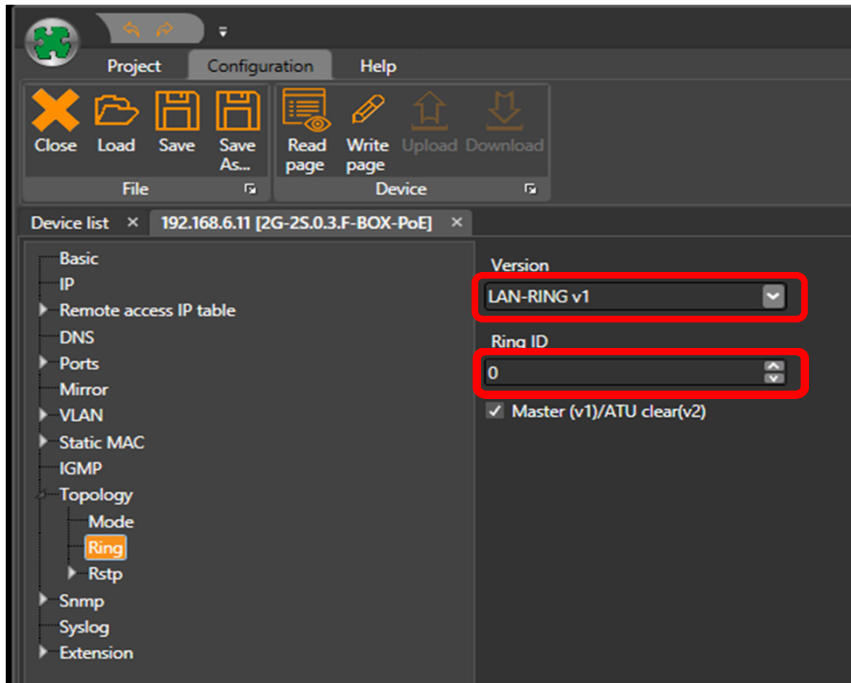 Project Configuration Help
Close Load Save Save As... Read page Write page Upload Download
File Device
Device list × 192.168.6.11 [2G-2S.0.3.F-BOX-PoE] ×
Basic
IP
Remote access IP table
DNS
Ports
Mirror
VLAN
Static MAC
IGMP
Topology
Mode
Ring
Rstp
Snmp
Syslog
Extension
Version
LAN-RING v1
Ring ID
0
Master (v1)/ATU clear(v2)